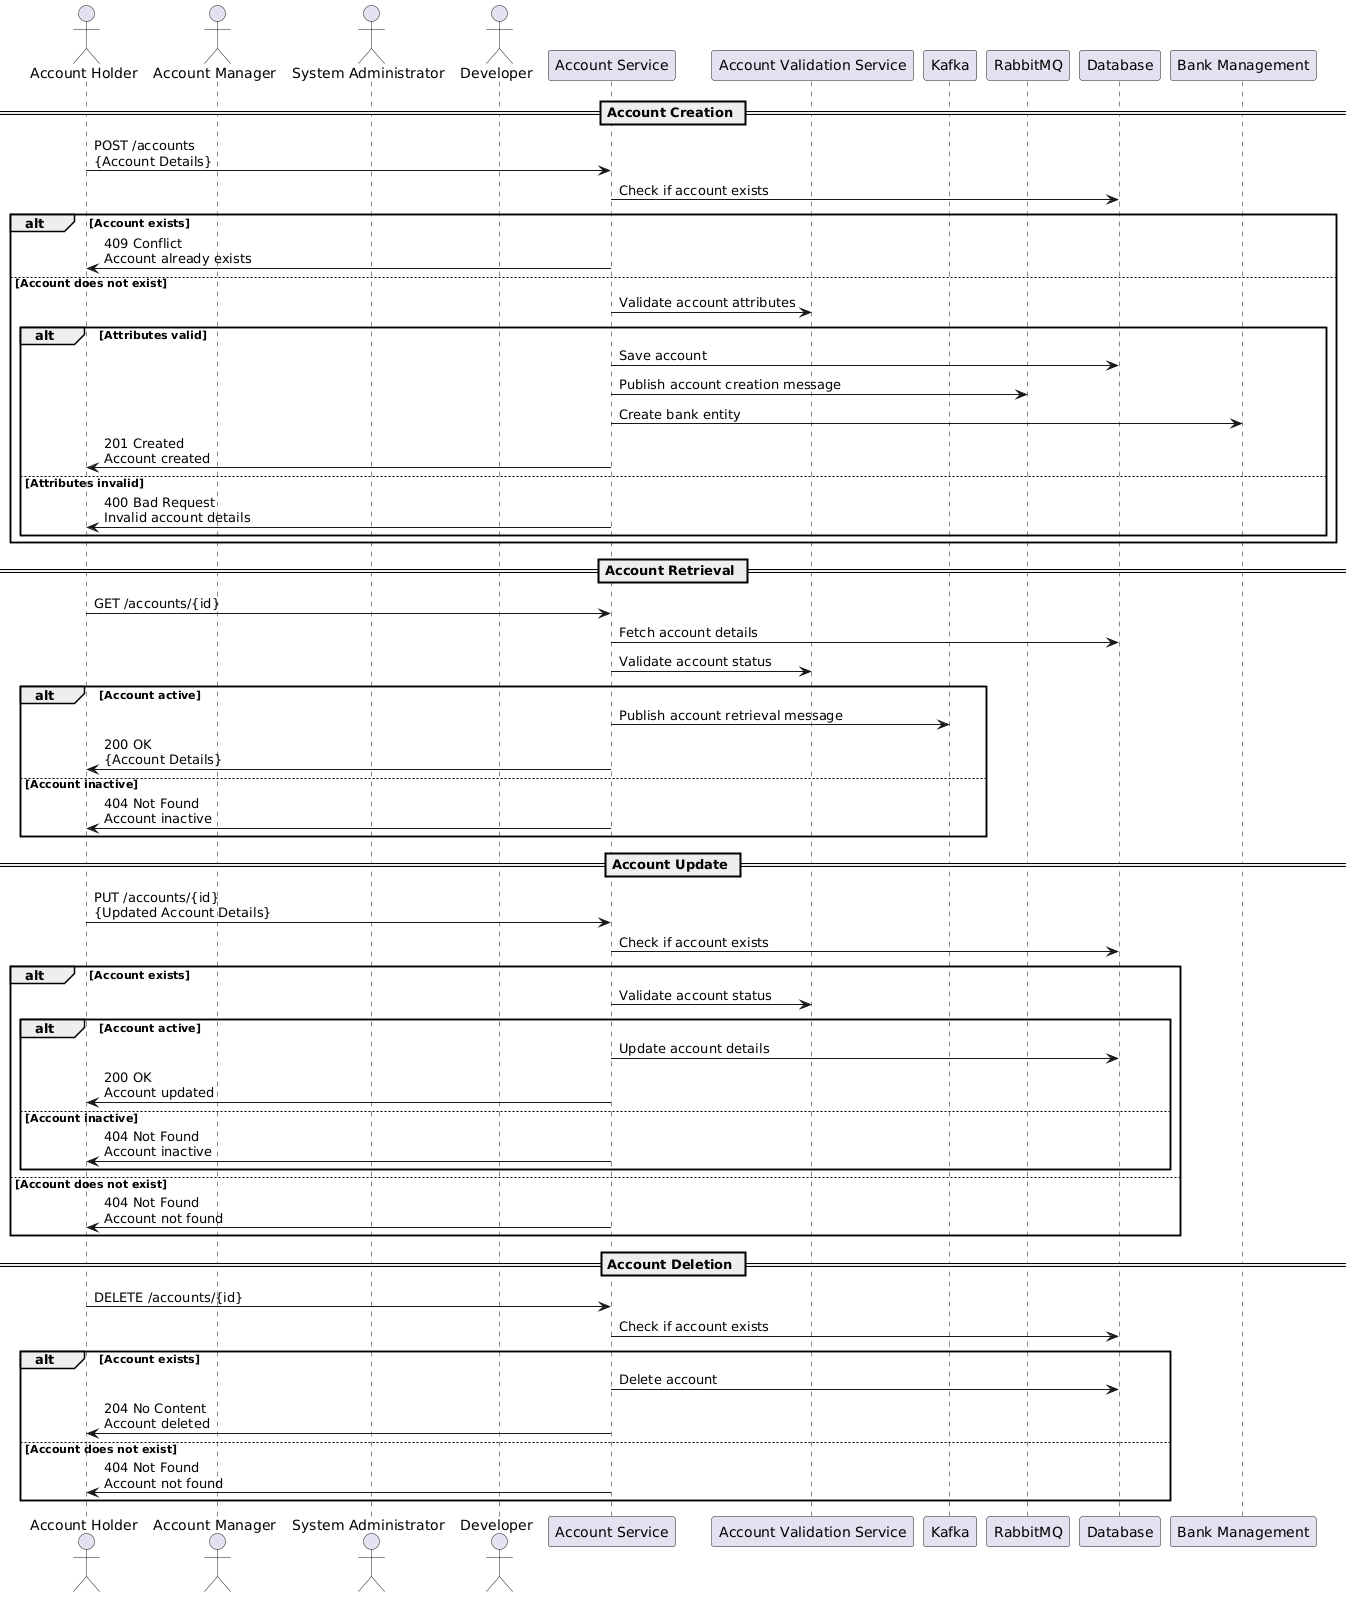 Account Holder
Account Manager
System Administrator
Developer
Account Service
Account Validation Service
Kafka
RabbitMQ
Database
Bank Management
Account Creation
POST /accounts
{Account Details}
Check if account exists
alt
[Account exists]
409 Conflict
Account already exists
[Account does not exist]
Validate account attributes
alt
[Attributes valid]
Save account
Publish account creation message
Create bank entity
201 Created
Account created
[Attributes invalid]
400 Bad Request
Invalid account details
Account Retrieval
GET /accounts/{id}
Fetch account details
Validate account status
alt
[Account active]
Publish account retrieval message
200 OK
{Account Details}
[Account inactive]
404 Not Found
Account inactive
Account Update
PUT /accounts/{id}
{Updated Account Details}
Check if account exists
alt
[Account exists]
Validate account status
alt
[Account active]
Update account details
200 OK
Account updated
[Account inactive]
404 Not Found
Account inactive
[Account does not exist]
404 Not Found
Account not found
Account Deletion
DELETE /accounts/{id}
Check if account exists
alt
[Account exists]
Delete account
204 No Content
Account deleted
[Account does not exist]
404 Not Found
Account not found
Account Holder
Account Manager
System Administrator
Developer
Account Service
Account Validation Service
Kafka
RabbitMQ
Database
Bank Management